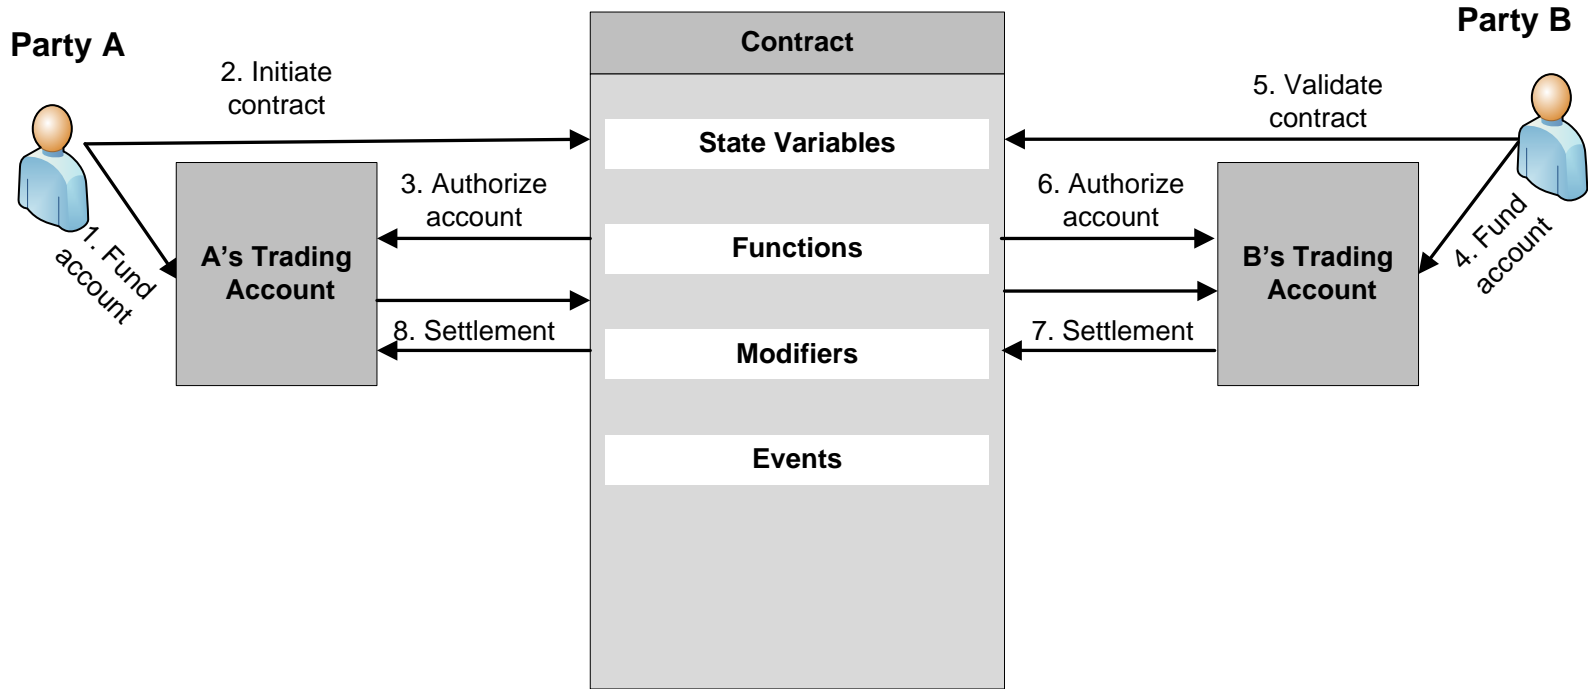 Party A
Party B
Contract
2. Initiate
contract
5. Validate
contract
State Variables
3. Authorize
account
6. Authorize
account
1. Fund
account
A’s Trading
Account
Functions
B’s Trading
Account
4. Fund
account
8. Settlement
Modifiers
7. Settlement
Events